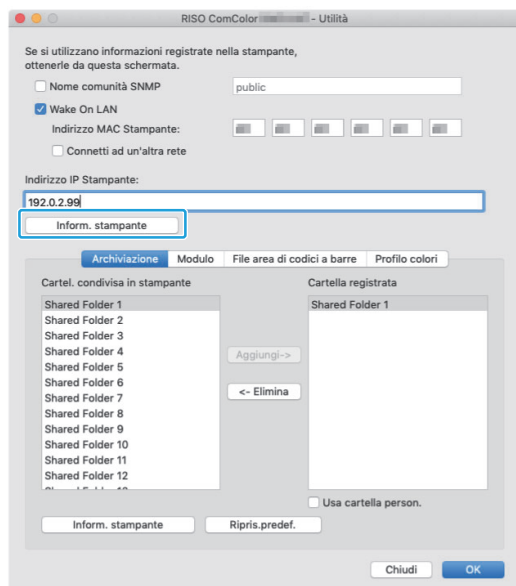 RISO ComColor - Utilità
Se si utilizzano informazioni registrate nella stampante,
ottenerle da questa schermata.
Nome comunità SNMP public
Wake On LAN
Indirizzo MAC Stampante:
Connetti ad un'altra rete
Indirizzo IP Stampante:
192.0.2.99
Inform. stampante
Archiviazione Modulo File area di codici a barre Profilo colori
Cartel. condivisa in stampante Cartella registrata
Shared Folder 1 Shared Folder 1
Shared Folder 2
Shared Folder 3
Shared Folder 4
Shared Folder 5
Shared Folder 6
Shared Folder 7
Shared Folder 8
Shared Folder 9
Shared Folder 10
Shared Folder 11
Shared Folder 12
Aggiungi->
<- Elimina
Usa cartella person.
Inform. stampante Ripris.predef.
Chiudi OK